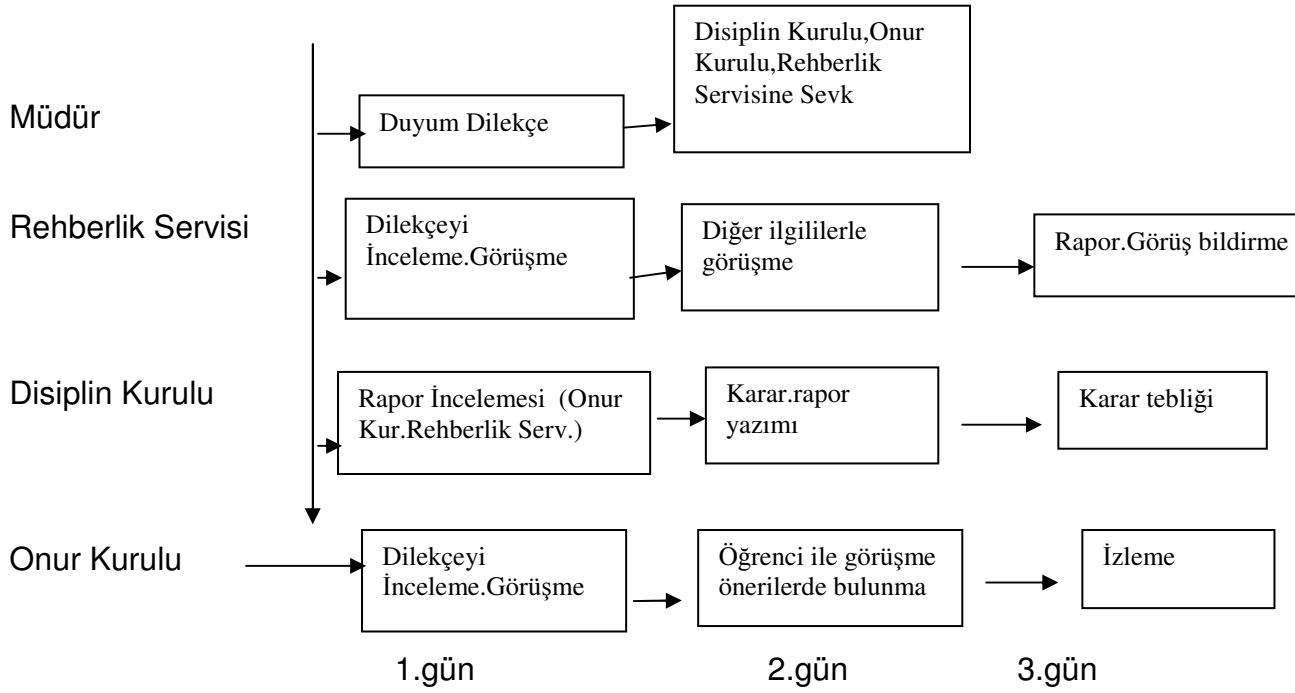 Müdür
Duyum Dilekçe
Disiplin Kurulu,Onur
Kurulu,Rehberlik
Servisine Sevk
Rehberlik Servisi
Dilekçeyi
İnceleme.Görüşme
Diğer ilgililerle
görüşme
Rapor.Görüş bildirme
Disiplin Kurulu
Rapor İncelemesi  (Onur
Kur.Rehberlik Serv.)
Karar.rapor
yazımı
Karar tebliği
Onur Kurulu
Dilekçeyi
İnceleme.Görüşme
Öğrenci ile görüşme
önerilerde bulunma
İzleme
1.gün
2.gün
3.gün